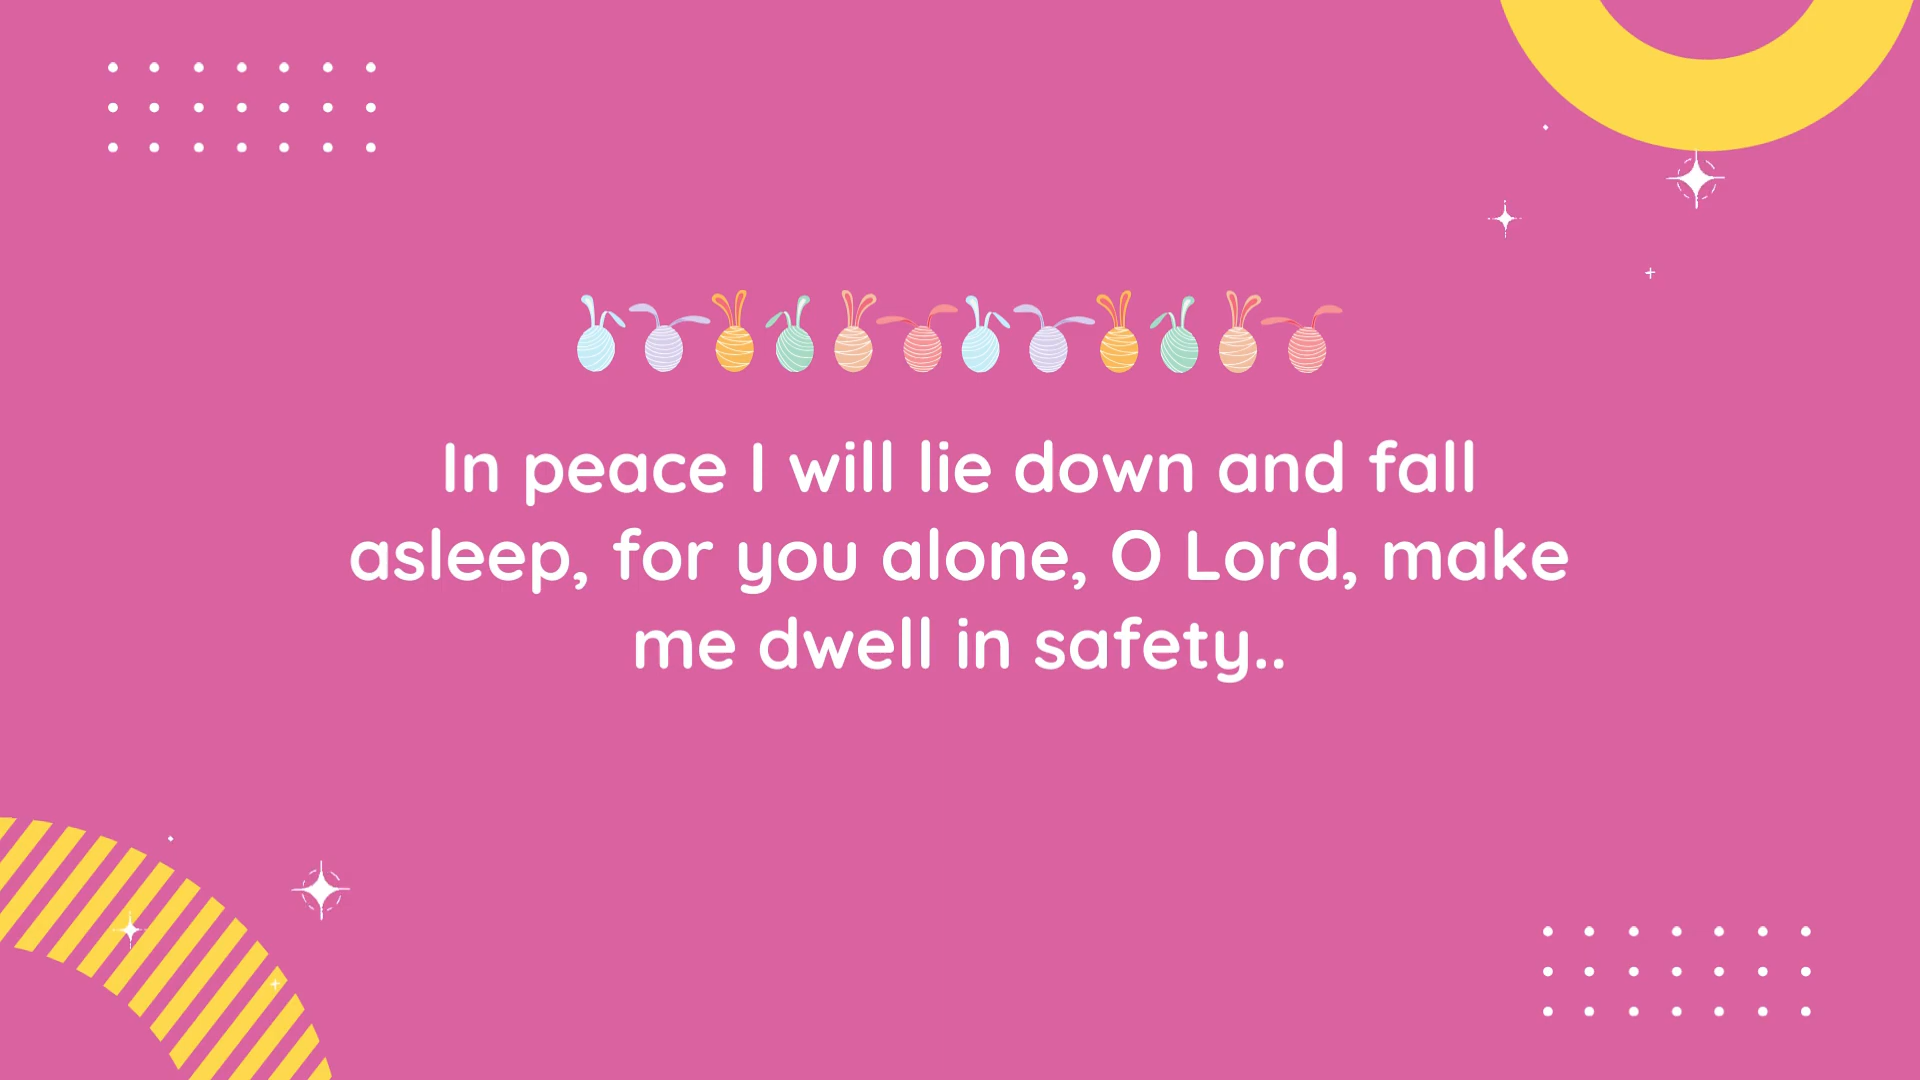 In peace I will lie down and fall
asleep, for you alone, O Lord, make
me dwell in safety..